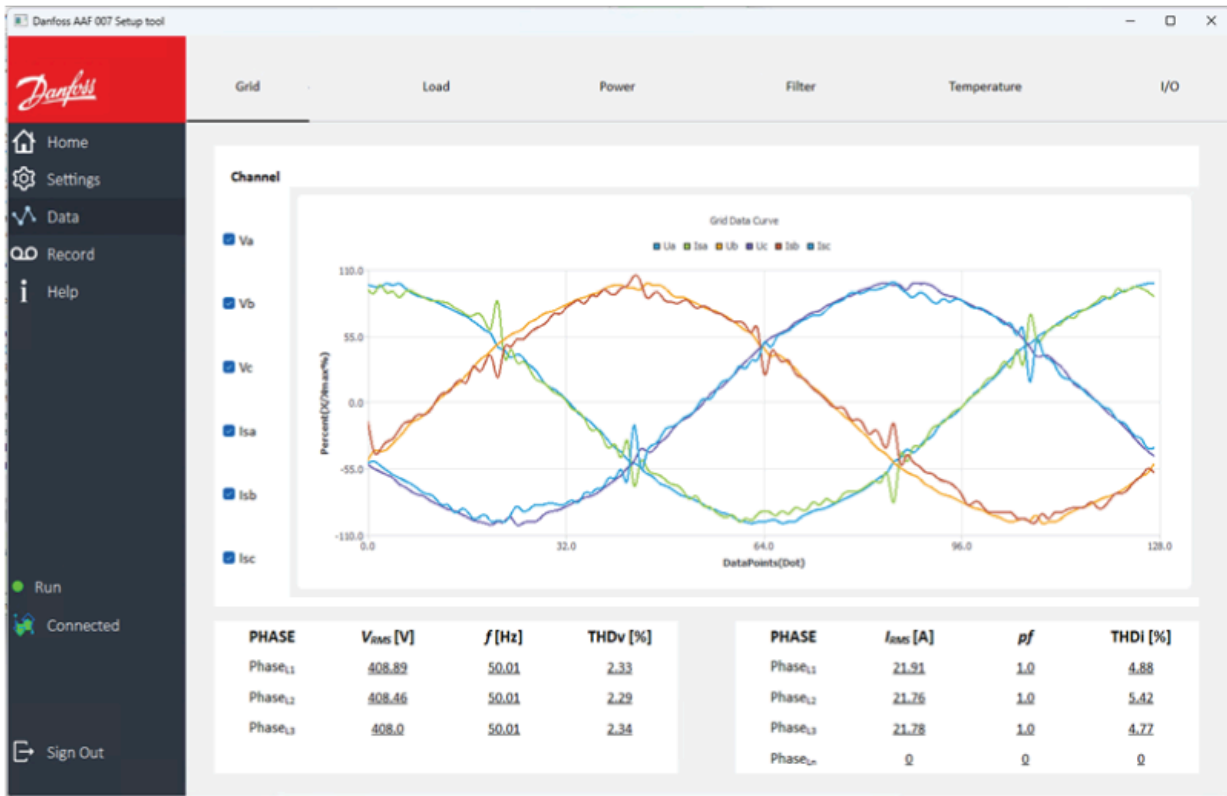 Danfoss AAF 007 Setup tool
Danfoss
Grid Load Power Filter Temperature I/O
Home
Settings
Data
Record
Help
Run
Connected
Sign Out
Channel
Va
Vb
Vc
Isa
Isb
Isc
Grid Data Curve
Ua Isa Ub Uc Isb Isc
110.0
55.0
0.0
-55.0
-110.0
Percent(X/Xmax%)
0.0 32.0 64.0 96.0 128.0
DataPoints(Dot)
PHASE VRMS [V] f [Hz] THDv [%]
PhaseL1 408.89 50.01 2.33
PhaseL2 408.46 50.01 2.29
PhaseL3 408.0 50.01 2.34
PHASE IRMS [A] pf THDi [%]
PhaseL1 21.91 1.0 4.88
PhaseL2 21.76 1.0 5.42
PhaseL3 21.78 1.0 4.77
PhaseLn 0 0 0